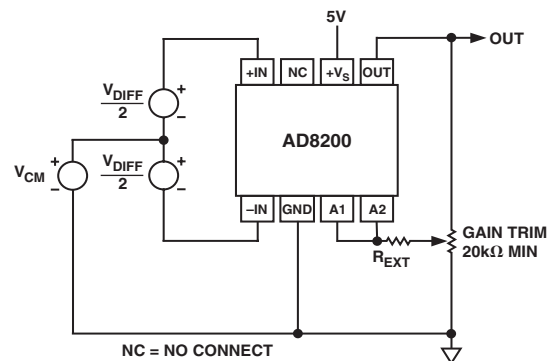 5V
OUT
+IN
NC
+VS
OUT
VDIFF
2
+
–
AD8200
VCM
+
–
VDIFF
2
+
–
–IN
GND
A1
A2
REXT
GAIN TRIM
20kΩ MIN
NC = NO CONNECT